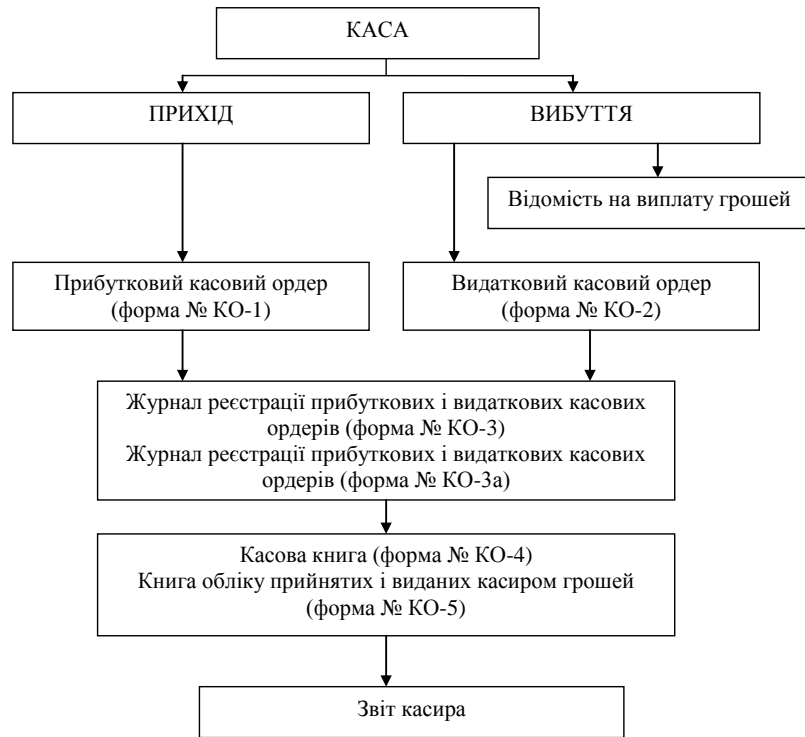 КАСА
ПРИХІД
ВИБУТТЯ
Відомість на виплату грошей
Прибутковий касовий ордер
(форма № КО-1)
Видатковий касовий ордер
(форма № КО-2)
Журнал реєстрації прибуткових і видаткових касових
ордерів (форма № КО-3)
Журнал реєстрації прибуткових і видаткових касових
ордерів (форма № КО-3а)
Касова книга (форма № КО-4)
Книга обліку прийнятих і виданих касиром грошей
(форма № КО-5)
Звіт касира